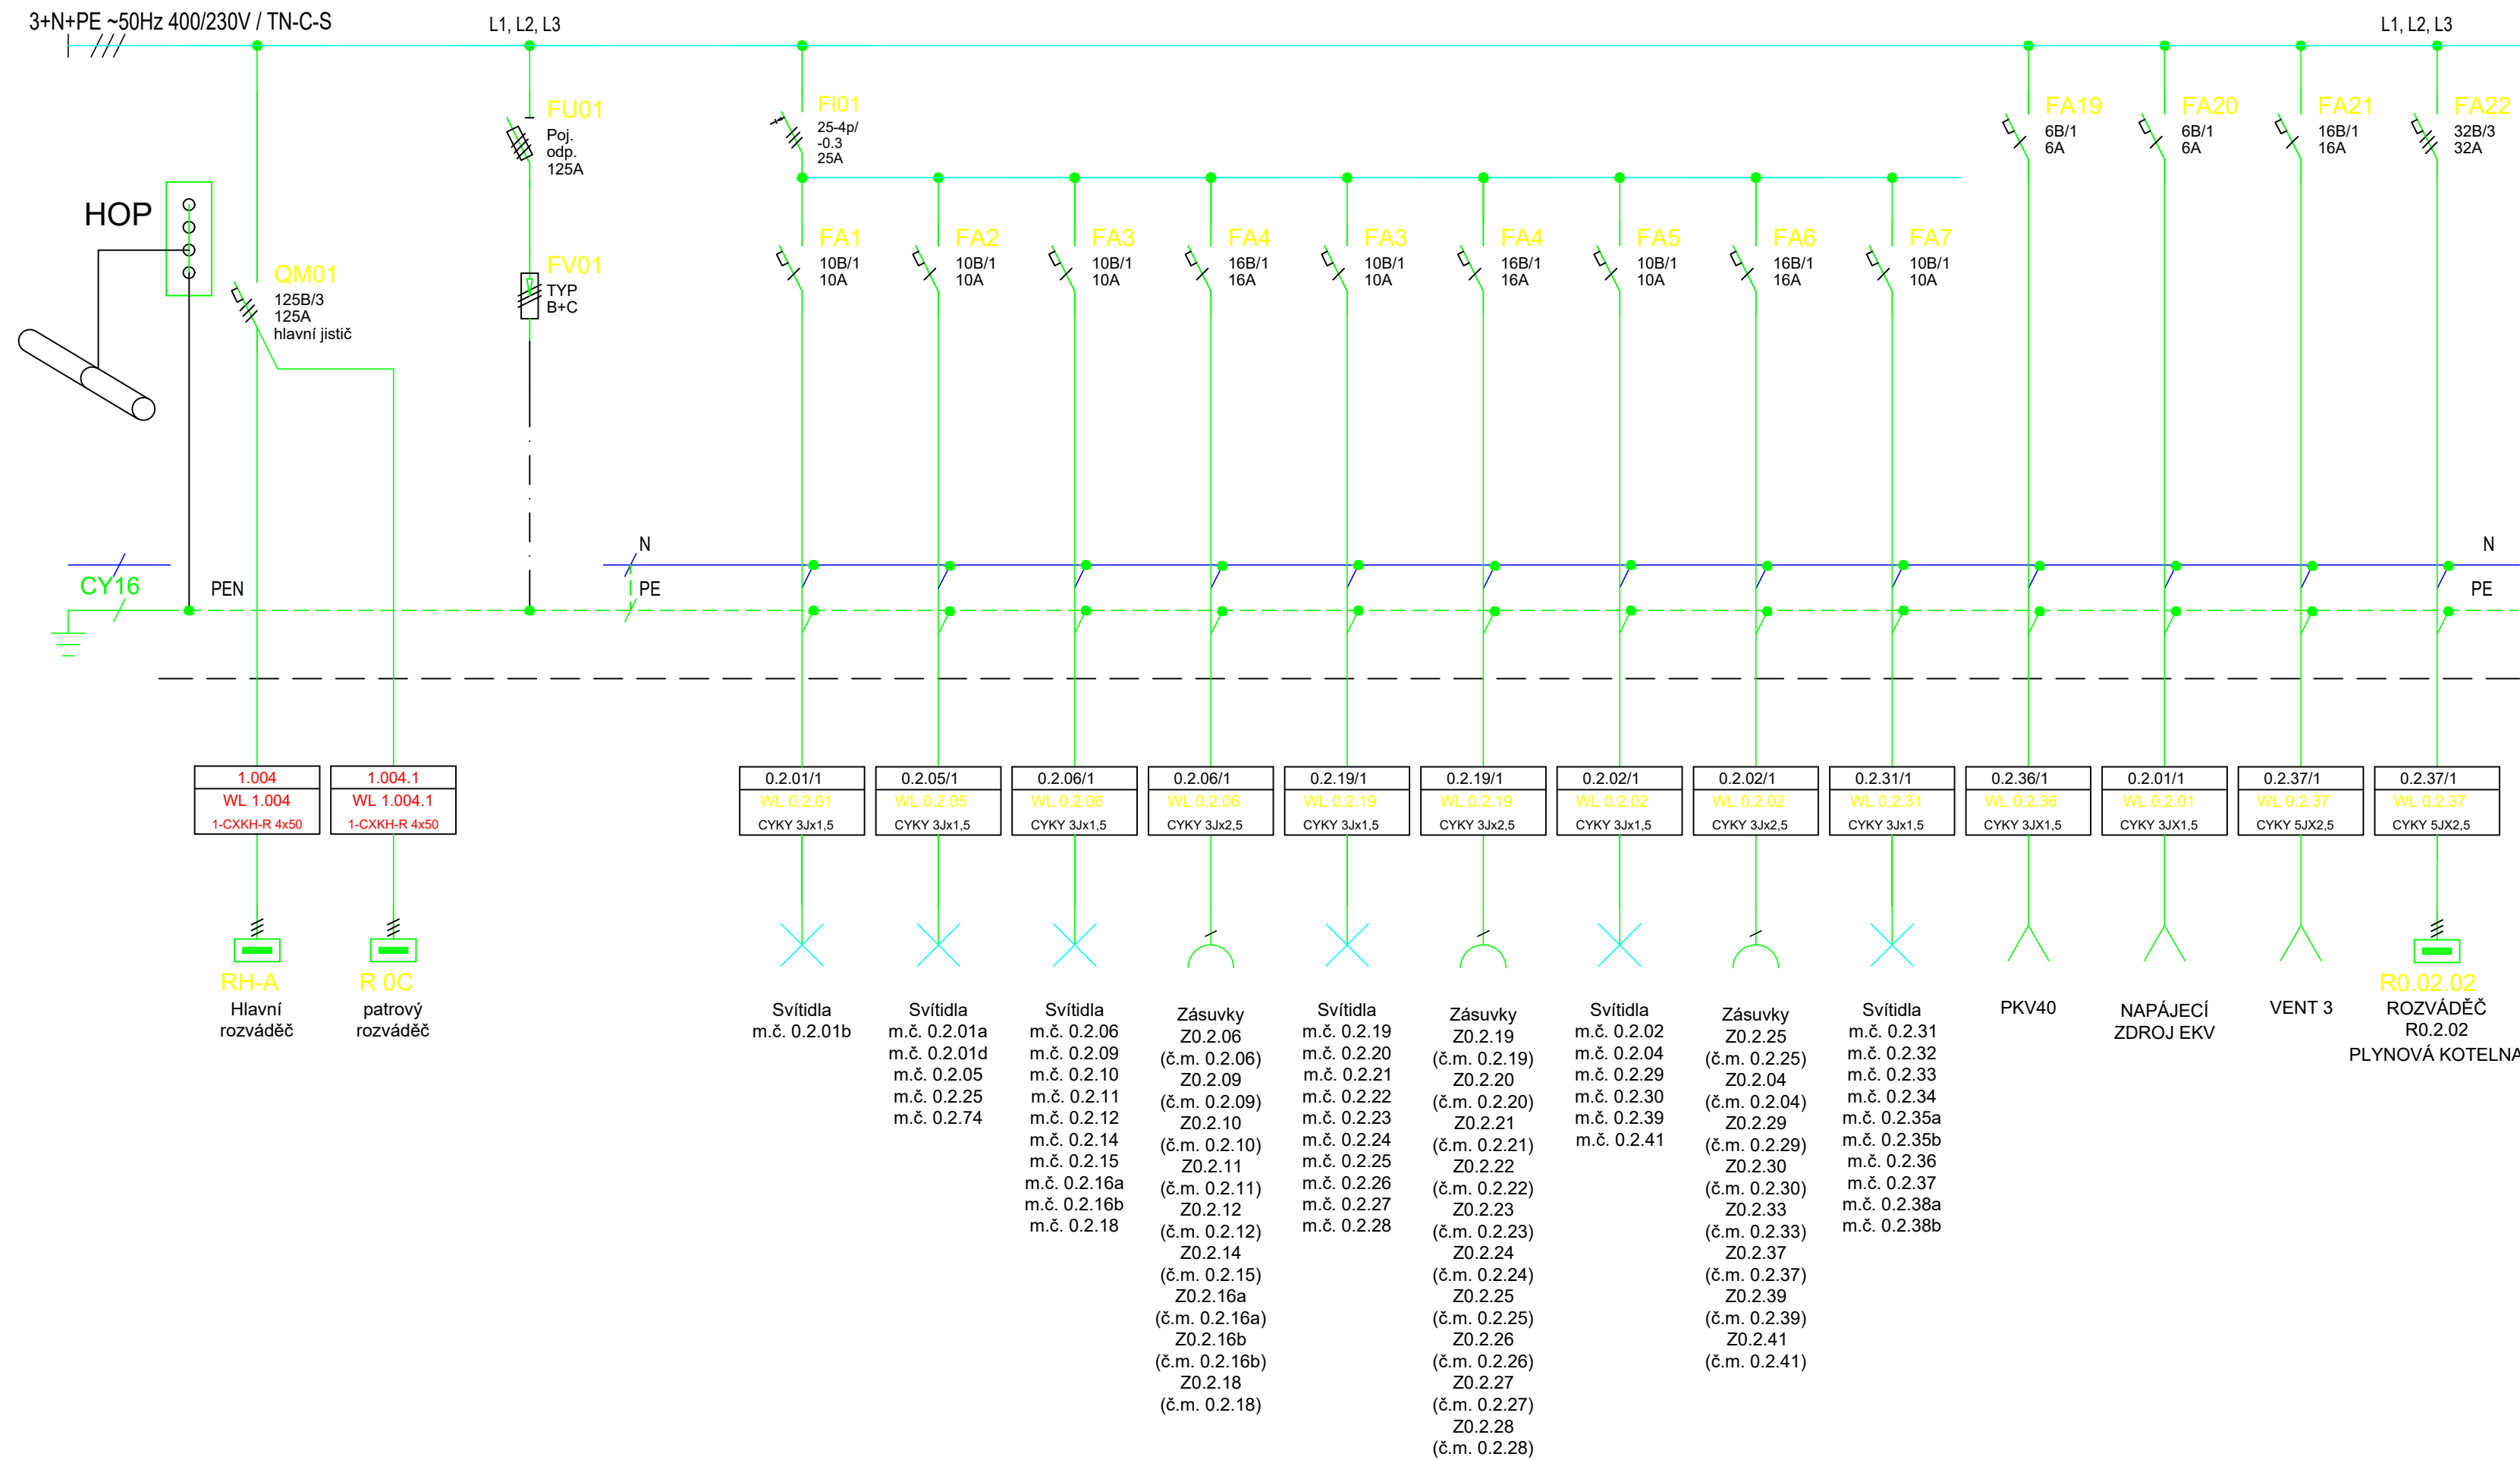 3+N+PE ~50Hz 400/230V / TN-C-S
L1, L2, L3
L1, L2, L3
HOP
QM01
125B/3
125A
hlavní jistič
FU01
Poj.
odp.
125A
FV01
TYP
B+C
FI01
25-4p/
-0.3
25A
FA1
10B/1
10A
FA2
10B/1
10A
FA3
10B/1
10A
FA4
16B/1
16A
FA3
10B/1
10A
FA4
16B/1
16A
FA5
10B/1
10A
FA6
16B/1
16A
FA7
10B/1
10A
FA19
6B/1
6A
FA20
6B/1
6A
FA21
16B/1
16A
FA22
32B/3
32A
CY16
PEN
N
PE
N
PE
1.004
WL 1.004
1-CXKH-R 4x50
RH-A
Hlavní
rozváděč
1.004.1
WL 1.004.1
1-CXKH-R 4x50
R 0C
patrový
rozváděč
0.2.01/1
WL 0.2.01
CYKY 3Jx1,5
Svítidla
m.č. 0.2.01b
0.2.05/1
WL 0.2.05
CYKY 3Jx1,5
Svítidla
m.č. 0.2.01a
m.č. 0.2.01d
m.č. 0.2.05
m.č. 0.2.25
m.č. 0.2.74
0.2.06/1
WL 0.2.06
CYKY 3Jx1,5
Svítidla
m.č. 0.2.06
m.č. 0.2.09
m.č. 0.2.10
m.č. 0.2.11
m.č. 0.2.12
m.č. 0.2.14
m.č. 0.2.15
m.č. 0.2.16a
m.č. 0.2.16b
m.č. 0.2.18
0.2.06/1
WL 0.2.06
CYKY 3Jx2,5
Zásuvky
Z0.2.06
(č.m. 0.2.06)
Z0.2.09
(č.m. 0.2.09)
Z0.2.10
(č.m. 0.2.10)
Z0.2.11
(č.m. 0.2.11)
Z0.2.12
(č.m. 0.2.12)
Z0.2.14
(č.m. 0.2.15)
Z0.2.16a
(č.m. 0.2.16a)
Z0.2.16b
(č.m. 0.2.16b)
Z0.2.18
(č.m. 0.2.18)
0.2.19/1
WL 0.2.19
CYKY 3Jx1,5
Svítidla
m.č. 0.2.19
m.č. 0.2.20
m.č. 0.2.21
m.č. 0.2.22
m.č. 0.2.23
m.č. 0.2.24
m.č. 0.2.25
m.č. 0.2.26
m.č. 0.2.27
m.č. 0.2.28
0.2.19/1
WL 0.2.19
CYKY 3Jx2,5
Zásuvky
Z0.2.19
(č.m. 0.2.19)
Z0.2.20
(č.m. 0.2.20)
Z0.2.21
(č.m. 0.2.21)
Z0.2.22
(č.m. 0.2.22)
Z0.2.23
(č.m. 0.2.23)
Z0.2.24
(č.m. 0.2.24)
Z0.2.25
(č.m. 0.2.25)
Z0.2.26
(č.m. 0.2.26)
Z0.2.27
(č.m. 0.2.27)
Z0.2.28
(č.m. 0.2.28)
0.2.02/1
WL 0.2.02
CYKY 3Jx1,5
Svítidla
m.č. 0.2.02
m.č. 0.2.04
m.č. 0.2.29
m.č. 0.2.30
m.č. 0.2.39
m.č. 0.2.41
0.2.02/1
WL 0.2.02
CYKY 3Jx2,5
Zásuvky
Z0.2.25
(č.m. 0.2.25)
Z0.2.04
(č.m. 0.2.04)
Z0.2.29
(č.m. 0.2.29)
Z0.2.30
(č.m. 0.2.30)
Z0.2.33
(č.m. 0.2.33)
Z0.2.37
(č.m. 0.2.37)
Z0.2.39
(č.m. 0.2.39)
Z0.2.41
(č.m. 0.2.41)
0.2.31/1
WL 0.2.31
CYKY 3Jx1,5
Svítidla
m.č. 0.2.31
m.č. 0.2.32
m.č. 0.2.33
m.č. 0.2.34
m.č. 0.2.35a
m.č. 0.2.35b
m.č. 0.2.36
m.č. 0.2.37
m.č. 0.2.38a
m.č. 0.2.38b
0.2.36/1
WL 0.2.36
CYKY 3JX1,5
PKV40
0.2.01/1
WL 0.2.01
CYKY 3JX1,5
NAPÁJECÍ
ZDROJ EKV
0.2.37/1
WL 0.2.37
CYKY 5JX2,5
VENT 3
0.2.37/1
WL 0.2.37
CYKY 5JX2,5
R0.02.02
ROZVÁDĚČ
R0.2.02
PLYNOVÁ KOTELNA